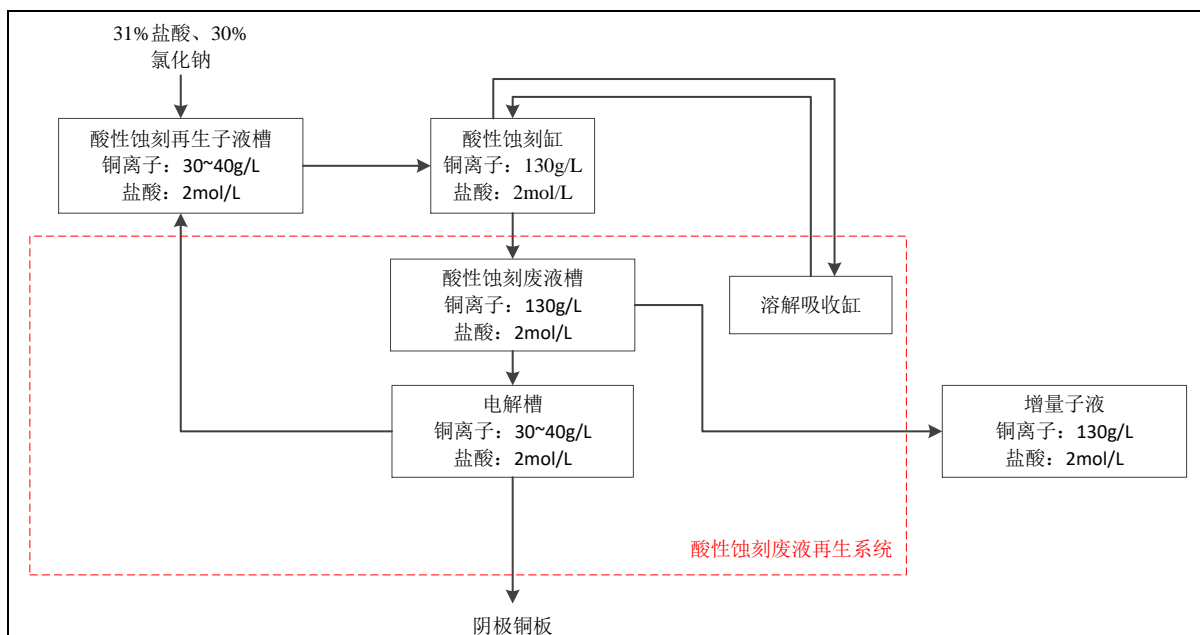 31%盐酸、30%
氯化钠
酸性蚀刻再生子液槽
铜离子：30~40g/L
盐酸：2mol/L
酸性蚀刻缸
铜离子：130g/L
盐酸：2mol/L
酸性蚀刻废液槽
铜离子：130g/L
盐酸：2mol/L
溶解吸收缸
电解槽
铜离子：30~40g/L
盐酸：2mol/L
增量子液
铜离子：130g/L
盐酸：2mol/L
酸性蚀刻废液再生系统
阴极铜板